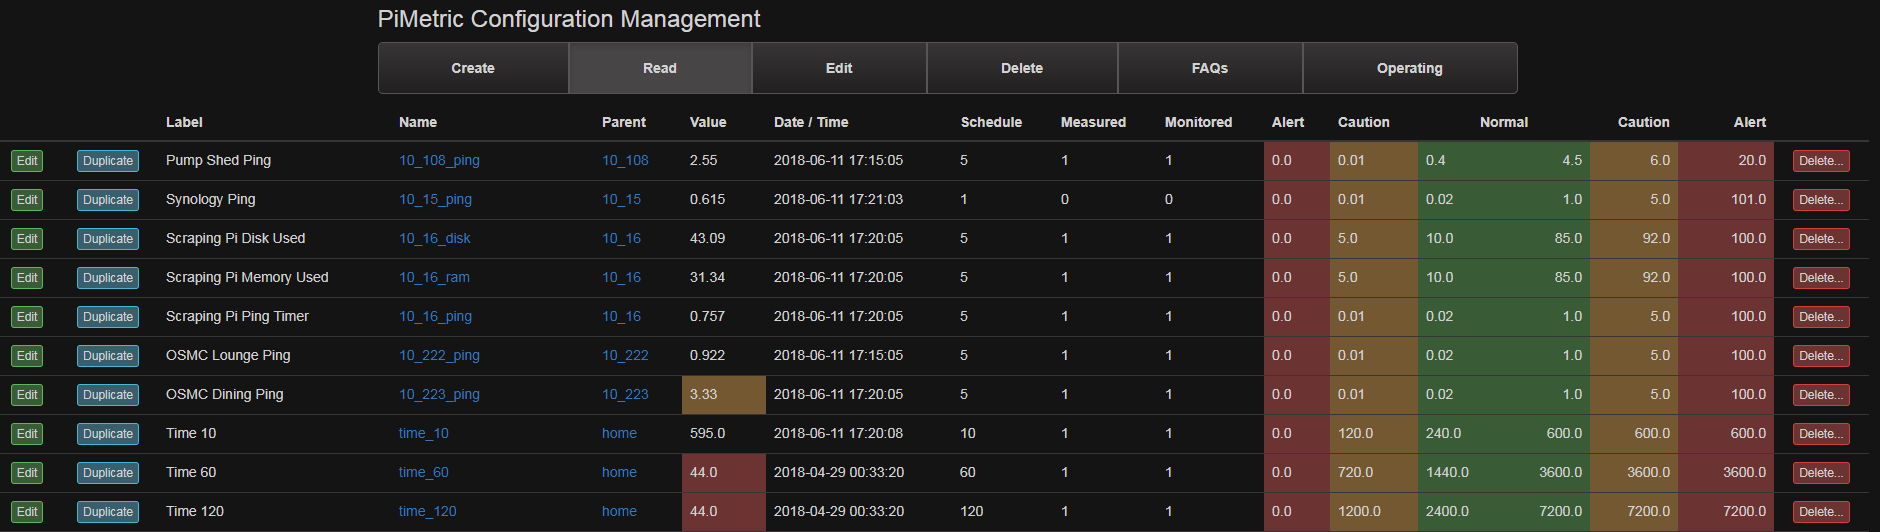 PiMetric Configuration Management
Create Read Edit Delete FAQs Operating
Label Name Parent Value Date / Time Schedule Measured Monitored Alert Caution Normal Caution Alert
Edit Duplicate Pump Shed Ping 10_108_ping 10_108 2.55 2018-06-11 17:15:05 5 1 1 0.0 0.01 0.4 4.5 6.0 20.0 Delete...
Edit Duplicate Synology Ping 10_15_ping 10_15 0.615 2018-06-11 17:21:03 1 0 0 0.0 0.01 0.02 1.0 5.0 101.0 Delete...
Edit Duplicate Scraping Pi Disk Used 10_16_disk 10_16 43.09 2018-06-11 17:20:05 5 1 1 0.0 5.0 10.0 85.0 92.0 100.0 Delete...
Edit Duplicate Scraping Pi Memory Used 10_16_ram 10_16 31.34 2018-06-11 17:20:05 5 1 1 0.0 5.0 10.0 85.0 92.0 100.0 Delete...
Edit Duplicate Scraping Pi Ping Timer 10_16_ping 10_16 0.757 2018-06-11 17:20:05 5 1 1 0.0 0.01 0.02 1.0 5.0 100.0 Delete...
Edit Duplicate OSMC Lounge Ping 10_222_ping 10_222 0.922 2018-06-11 17:15:05 5 1 1 0.0 0.01 0.02 1.0 5.0 100.0 Delete...
Edit Duplicate OSMC Dining Ping 10_223_ping 10_223 3.33 2018-06-11 17:20:05 5 1 1 0.0 0.01 0.02 1.0 5.0 100.0 Delete...
Edit Duplicate Time 10 time_10 home 595.0 2018-06-11 17:20:08 10 1 1 0.0 120.0 240.0 600.0 600.0 600.0 Delete...
Edit Duplicate Time 60 time_60 home 44.0 2018-04-29 00:33:20 60 1 1 0.0 720.0 1440.0 3600.0 3600.0 3600.0 Delete...
Edit Duplicate Time 120 time_120 home 44.0 2018-04-29 00:33:20 120 1 1 0.0 1200.0 2400.0 7200.0 7200.0 7200.0 Delete...